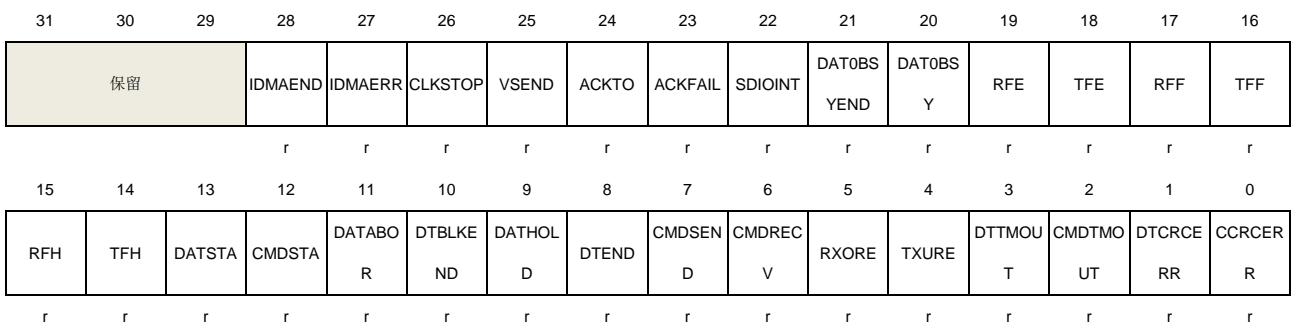 31 30 29 28 27 26 25 24 23 22 21 20 19 18 17 16
保留 IDMAEND IDMAERR CLKSTOP VSEND ACKTO ACKFAIL SDIOINT DAT0BS YEND DAT0BS Y RFE TFE RFF TFF
r r r r r r r r r r r r r
15 14 13 12 11 10 9 8 7 6 5 4 3 2 1 0
RFH TFH DATSTA CMDSTA DATABO R DTBLKE ND DATHOL D DTEND CMDSEN D CMDREC V RXORE TXURE DTTMOU T CMDTMO UT DTCRCE RR CCRCER R
r r r r r r r r r r r r r r r r